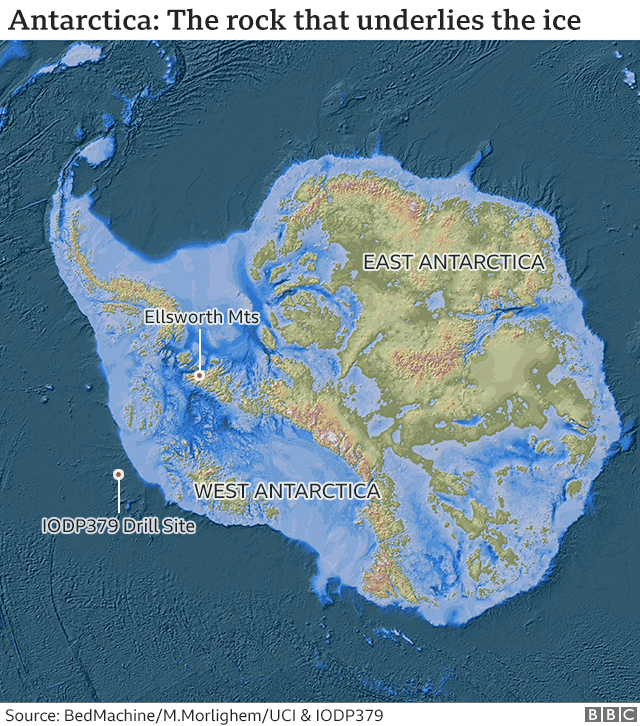 Antarctica: The rock that underlies the ice
EAST ANTARCTICA
Ellsworth Mts
WEST ANTARCTICA
IODP379 Drill Site
Source: BedMachine/M.Morlighem/UCI & IODP379
BBC